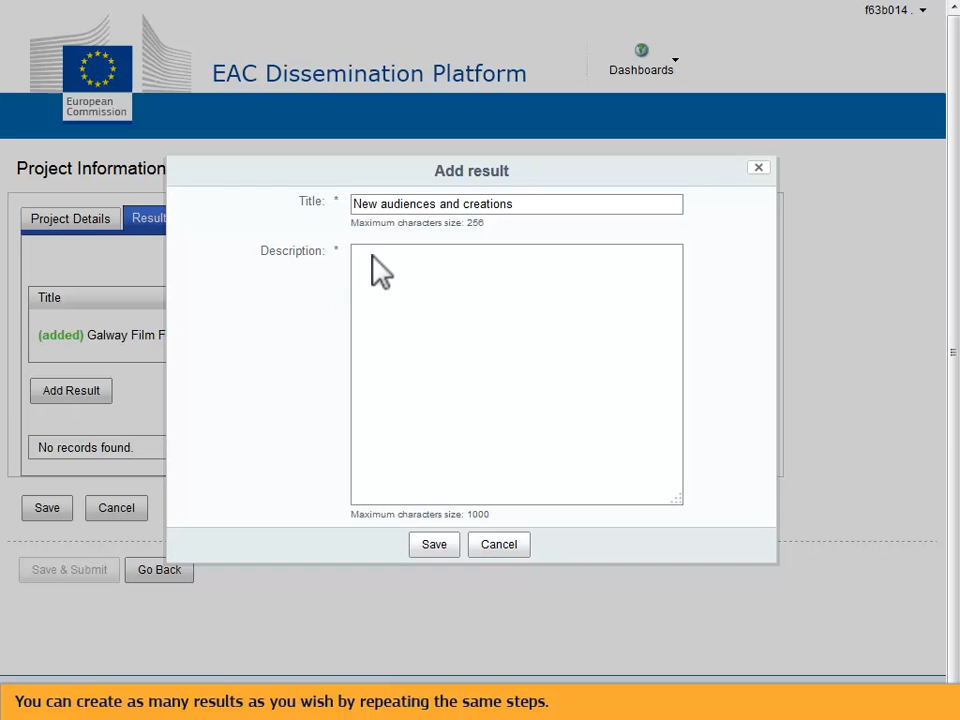 f63b014 .
EAC Dissemination Platform
Dashboards
European
Commission
Project Information
Add result
Title: *
New audiences and creations
Maximum characters size: 256
Project Details
Result
Description: *
Title
(added) Galway Film F
Add Result
No records found.
Maximum characters size: 1000
Save
Cancel
Save
Cancel
Save & Submit
Go Back
You can create as many results as you wish by repeating the same steps.